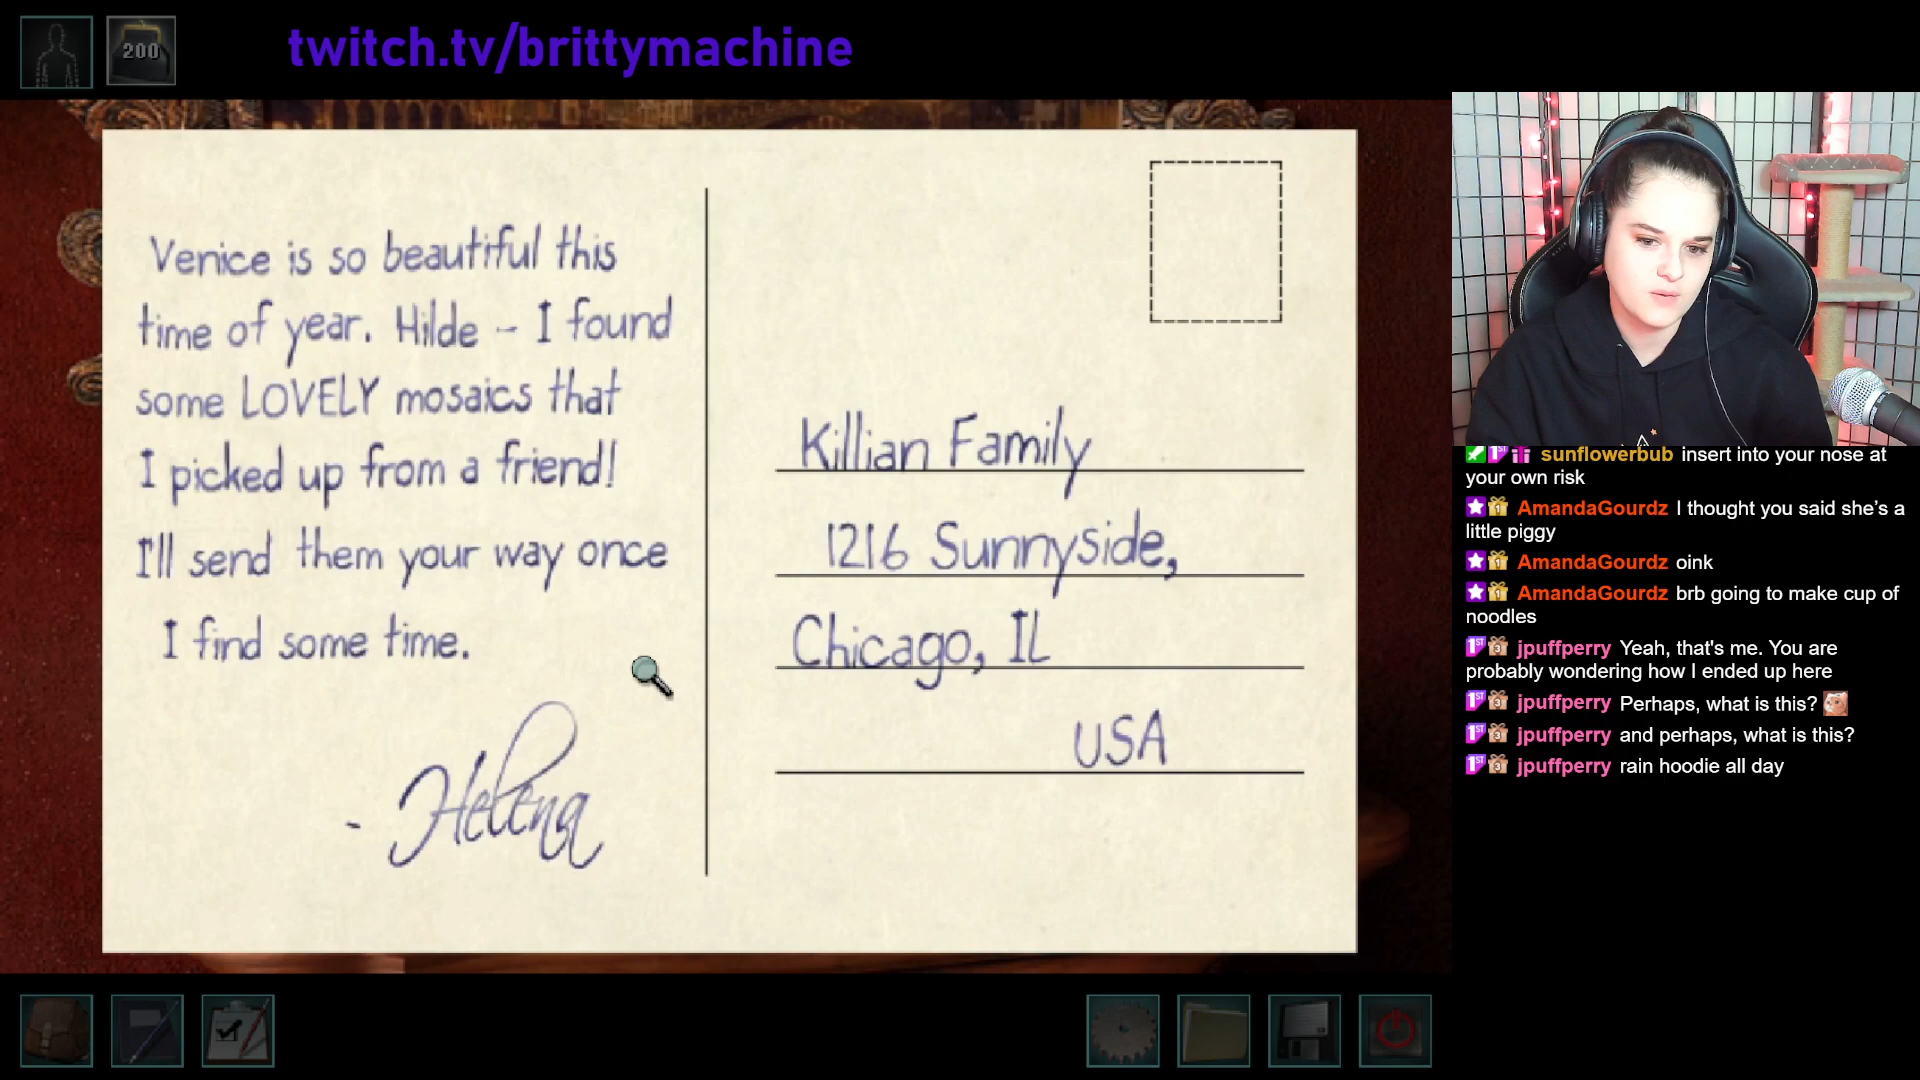 200
twitch.tv/brittymachine
Venice is so beautiful this
time of year. Hilde - I found
some LOVELY mosaics that
I picked up from a friend!
I'll send them your way once
I find some time.
- Helena
Killian Family
1216 Sunnyside,
Chicago, IL
USA
sunflowerbub insert into your nose at
your own risk
AmandaGourdz I thought you said she's a
little piggy
AmandaGourdz oink
AmandaGourdz brb going to make cup of
noodles
jpuffperry Yeah, that's me. You are
probably wondering how I ended up here
jpuffperry Perhaps, what is this?
jpuffperry and perhaps, what is this?
jpuffperry rain hoodie all day